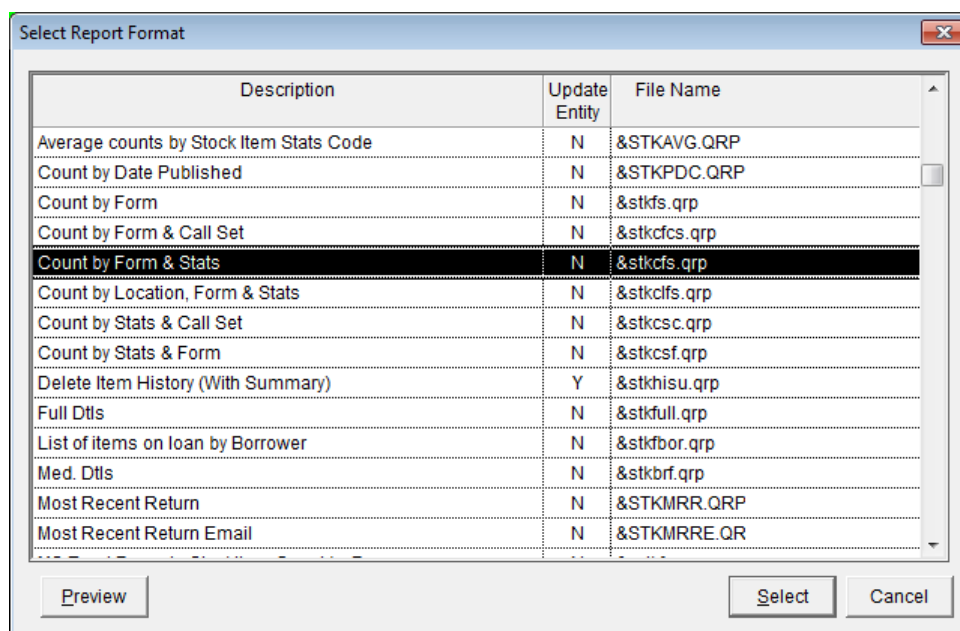 Select Report Format
Description Update Entity File Name
Average counts by Stock Item Stats Code N &STKAVG.QRP
Count by Date Published N &STKPDC.QRP
Count by Form N &stkfs.qrp
Count by Form & Call Set N &stkcfcs.qrp
Count by Form & Stats N &stkcfs.qrp
Count by Location, Form & Stats N &stkclfs.qrp
Count by Stats & Call Set N &stkcsc.qrp
Count by Stats & Form N &stkcsf.qrp
Delete Item History (With Summary) Y &stkhisu.qrp
Full Dtls N &stkfull.qrp
List of items on loan by Borrower N &stkfbor.qrp
Med. Dtls N &stkbrf.qrp
Most Recent Return N &STKMRR.QRP
Most Recent Return Email N &STKMRRE.QR
Preview Select Cancel